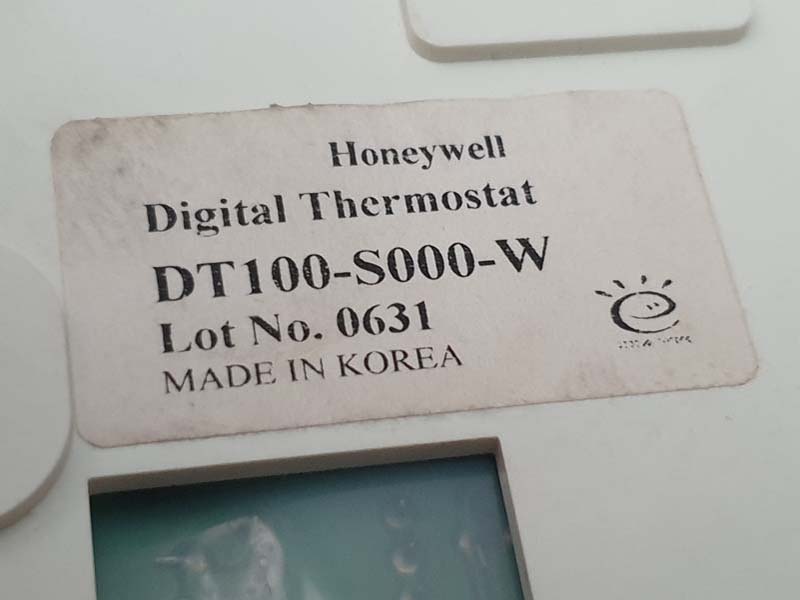 Honeywell
Digital Thermostat
DT100-S000-W
Lot No. 0631
MADE IN KOREA